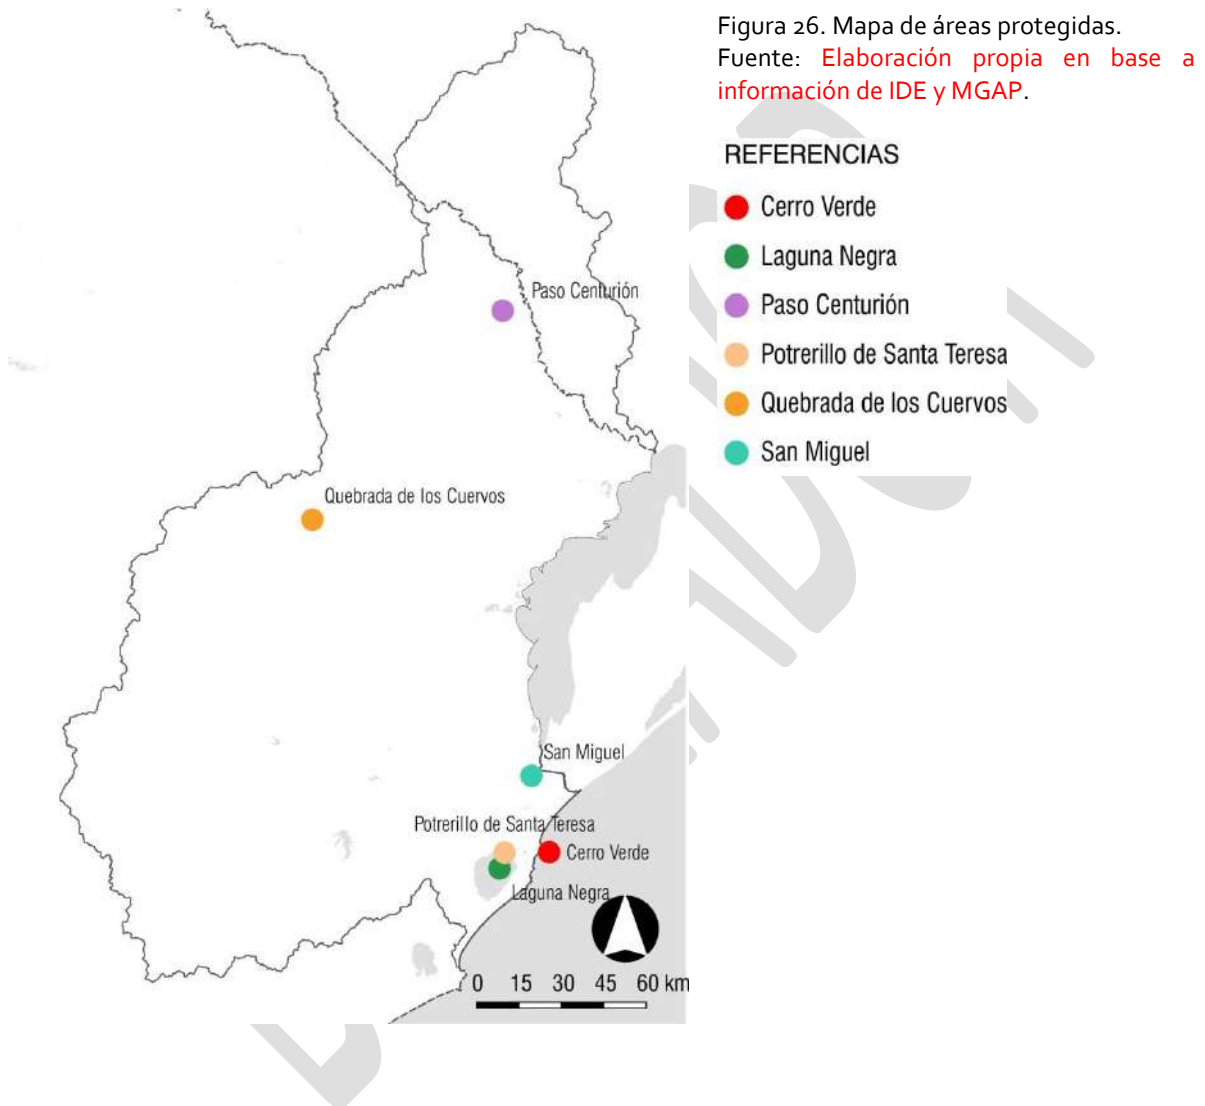 Figura 26. Mapa de áreas protegidas.
Fuente: Elaboración propia en base a
información de IDE y MGAP.
REFERENCIAS
Cerro Verde
Laguna Negra
Paso Centurión
Potrerillo de Santa Teresa
Quebrada de los Cuervos
San Miguel
Paso Centurión
Quebrada de los Cuervos
San Miguel
Potrerillo de Santa Teresa
Cerro Verde
Laguna Negra
0 15 30 45 60 km